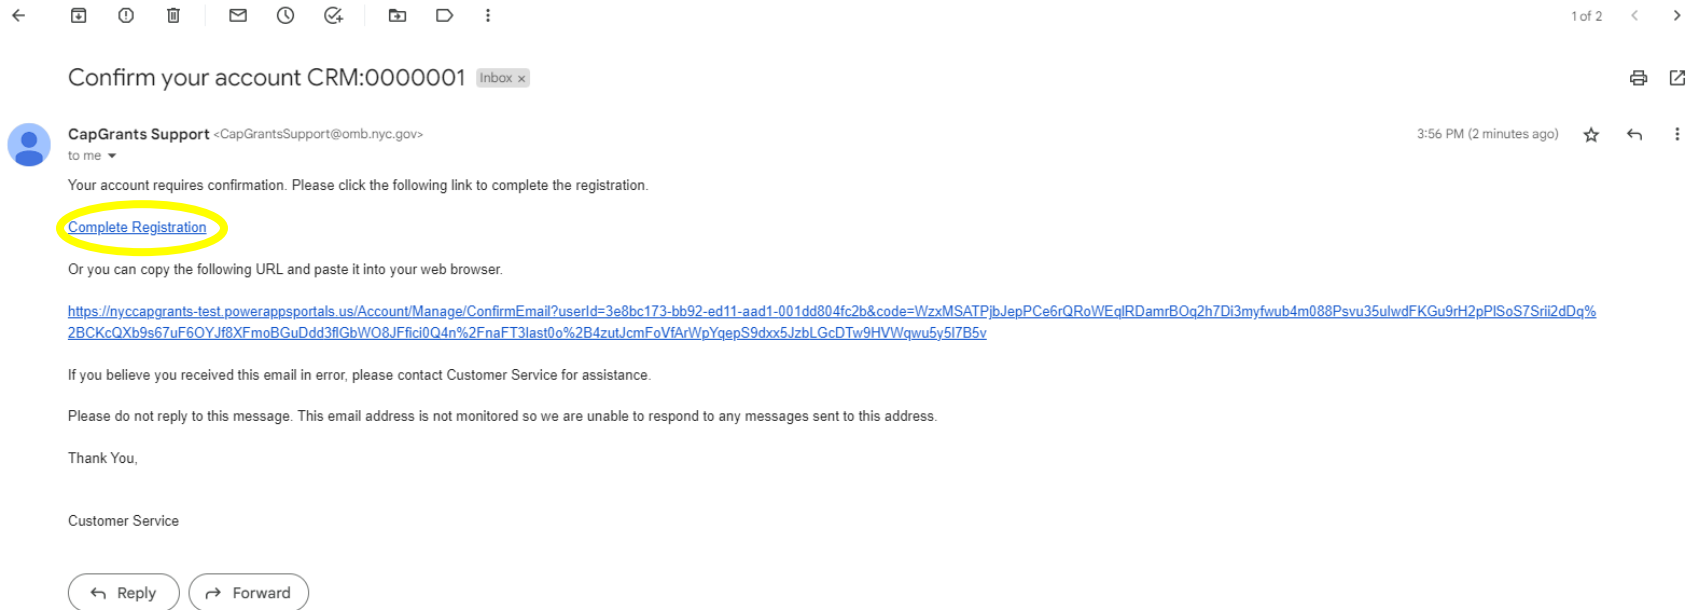 1 of 2
Confirm your account CRM:0000001 Inbox x
CapGrants Support <CapGrantsSupport@omb.nyc.gov>
3:56 PM (2 minutes ago)
to me
Your account requires confirmation. Please click the following link to complete the registration.
Complete Registration
Or you can copy the following URL and paste it into your web browser.
https://nyccapgrants-test.powerappsportals.us/Account/Manage/ConfirmEmail?userId=3e8bc173-bb92-ed11-aad1-001dd804fc2b&code=WzxMSATPjbJepPCe6rQRoWEqlRDamrBOq2h7Di3myfwub4m088Psvu35ulwdFKGu9rH2pPlSoS7Srii2dDq%
2BCKcQXb9s67uF6OYJf8XFmoBGuDdd3flGbWO8JFfici0Q4n%2FnaFT3last0o%2B4zutJcmFoVfArWpYqepS9dxx5JzbLGcDTw9HVWqwu5y5I7B5v
If you believe you received this email in error, please contact Customer Service for assistance.
Please do not reply to this message. This email address is not monitored so we are unable to respond to any messages sent to this address.
Thank You,
Customer Service
Reply
Forward